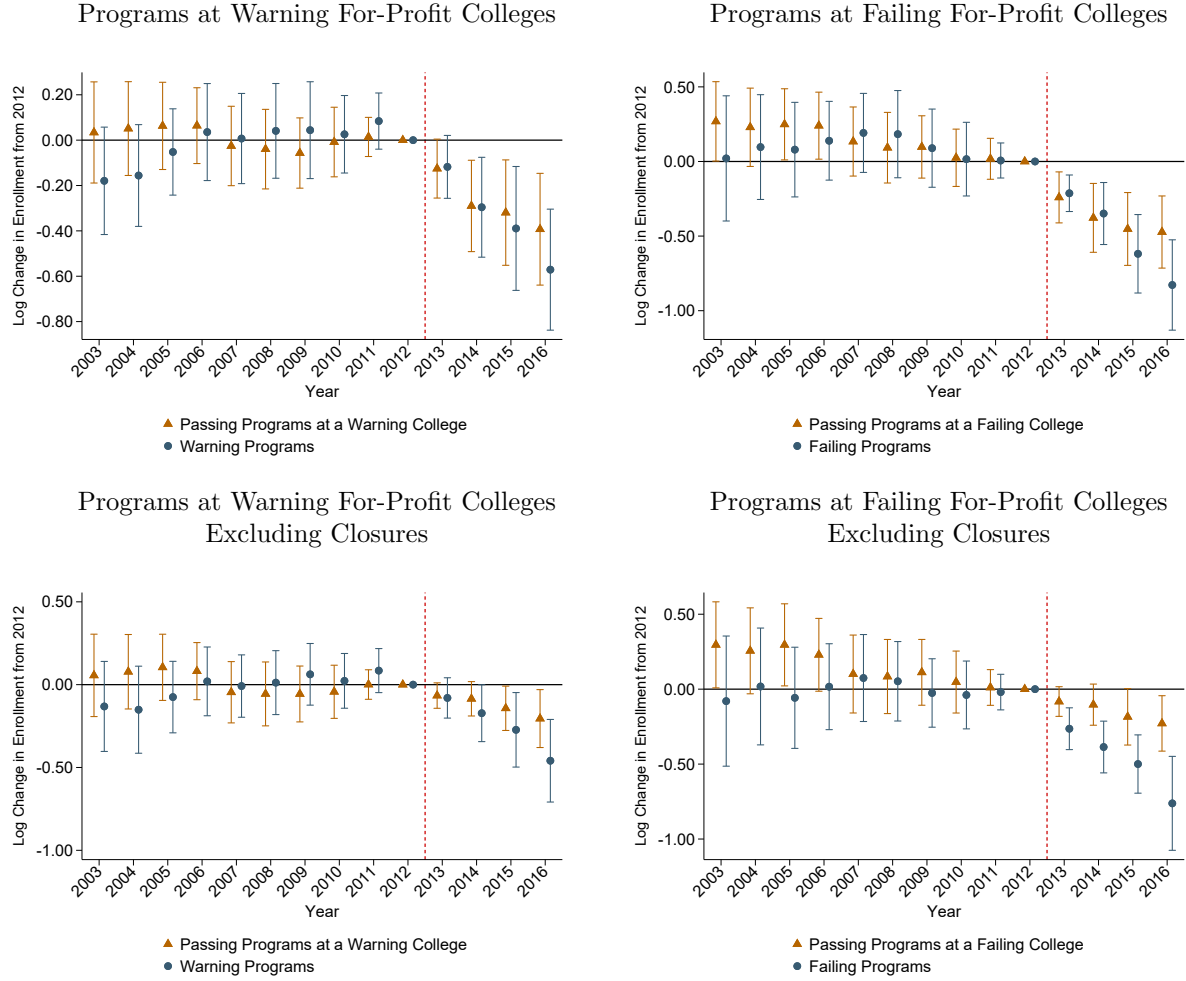 Programs at Warning For-Profit Colleges
Log Change in Enrollment from 2012
0.20
0.00
-0.20
-0.40
-0.60
-0.80
2003 2004 2005 2006 2007 2008 2009 2010 2011 2012 2013 2014 2015 2016
Year
Passing Programs at a Warning College
Warning Programs
Programs at Failing For-Profit Colleges
Log Change in Enrollment from 2012
0.50
0.00
-0.50
-1.00
2003 2004 2005 2006 2007 2008 2009 2010 2011 2012 2013 2014 2015 2016
Year
Passing Programs at a Failing College
Failing Programs
Programs at Warning For-Profit Colleges
Excluding Closures
Log Change in Enrollment from 2012
0.50
0.00
-0.50
-1.00
2003 2004 2005 2006 2007 2008 2009 2010 2011 2012 2013 2014 2015 2016
Year
Passing Programs at a Warning College
Warning Programs
Programs at Failing For-Profit Colleges
Excluding Closures
Log Change in Enrollment from 2012
0.50
0.00
-0.50
-1.00
2003 2004 2005 2006 2007 2008 2009 2010 2011 2012 2013 2014 2015 2016
Year
Passing Programs at a Failing College
Failing Programs